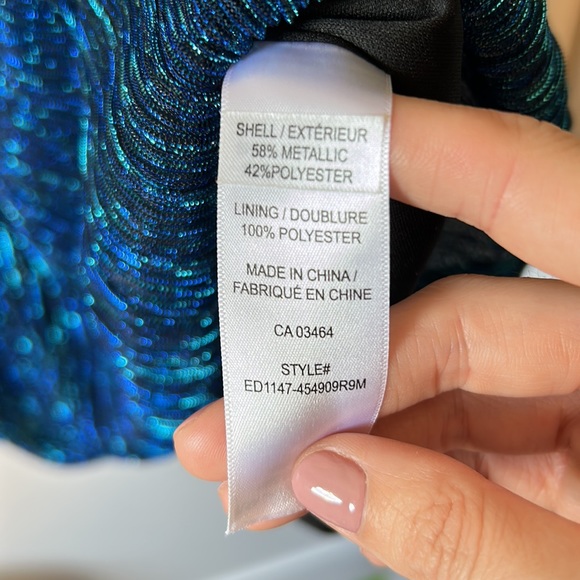 SHELL / EXTÉRIEUR
58% METALLIC
42%POLYESTER
LINING / DOUBLURE
100% POLYESTER
MADE IN CHINA /
FABRIQUÉ EN CHINE
CA 03464
STYLE#
ED1147-454909R9M